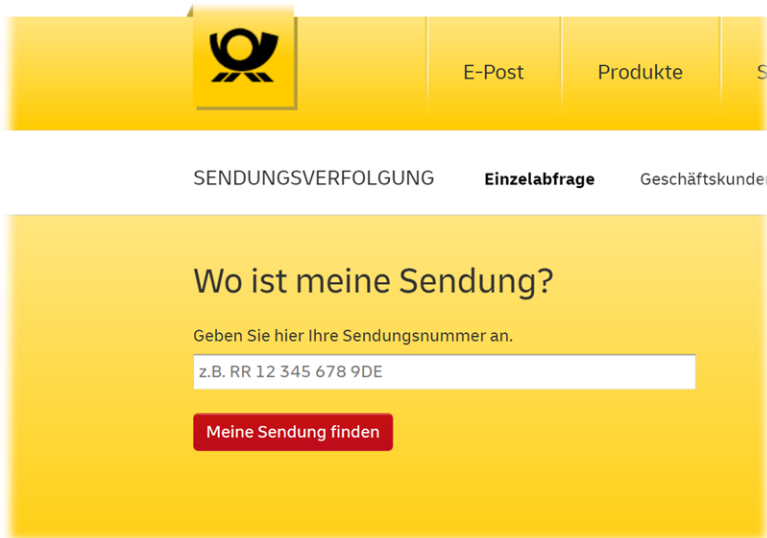 E-Post Produkte S
SENDUNGSVERFOLGUNG Einzelabfrage Geschäftskunde
Wo ist meine Sendung?
Geben Sie hier Ihre Sendungsnummer an.
z.B. RR 12 345 678 9DE
Meine Sendung finden